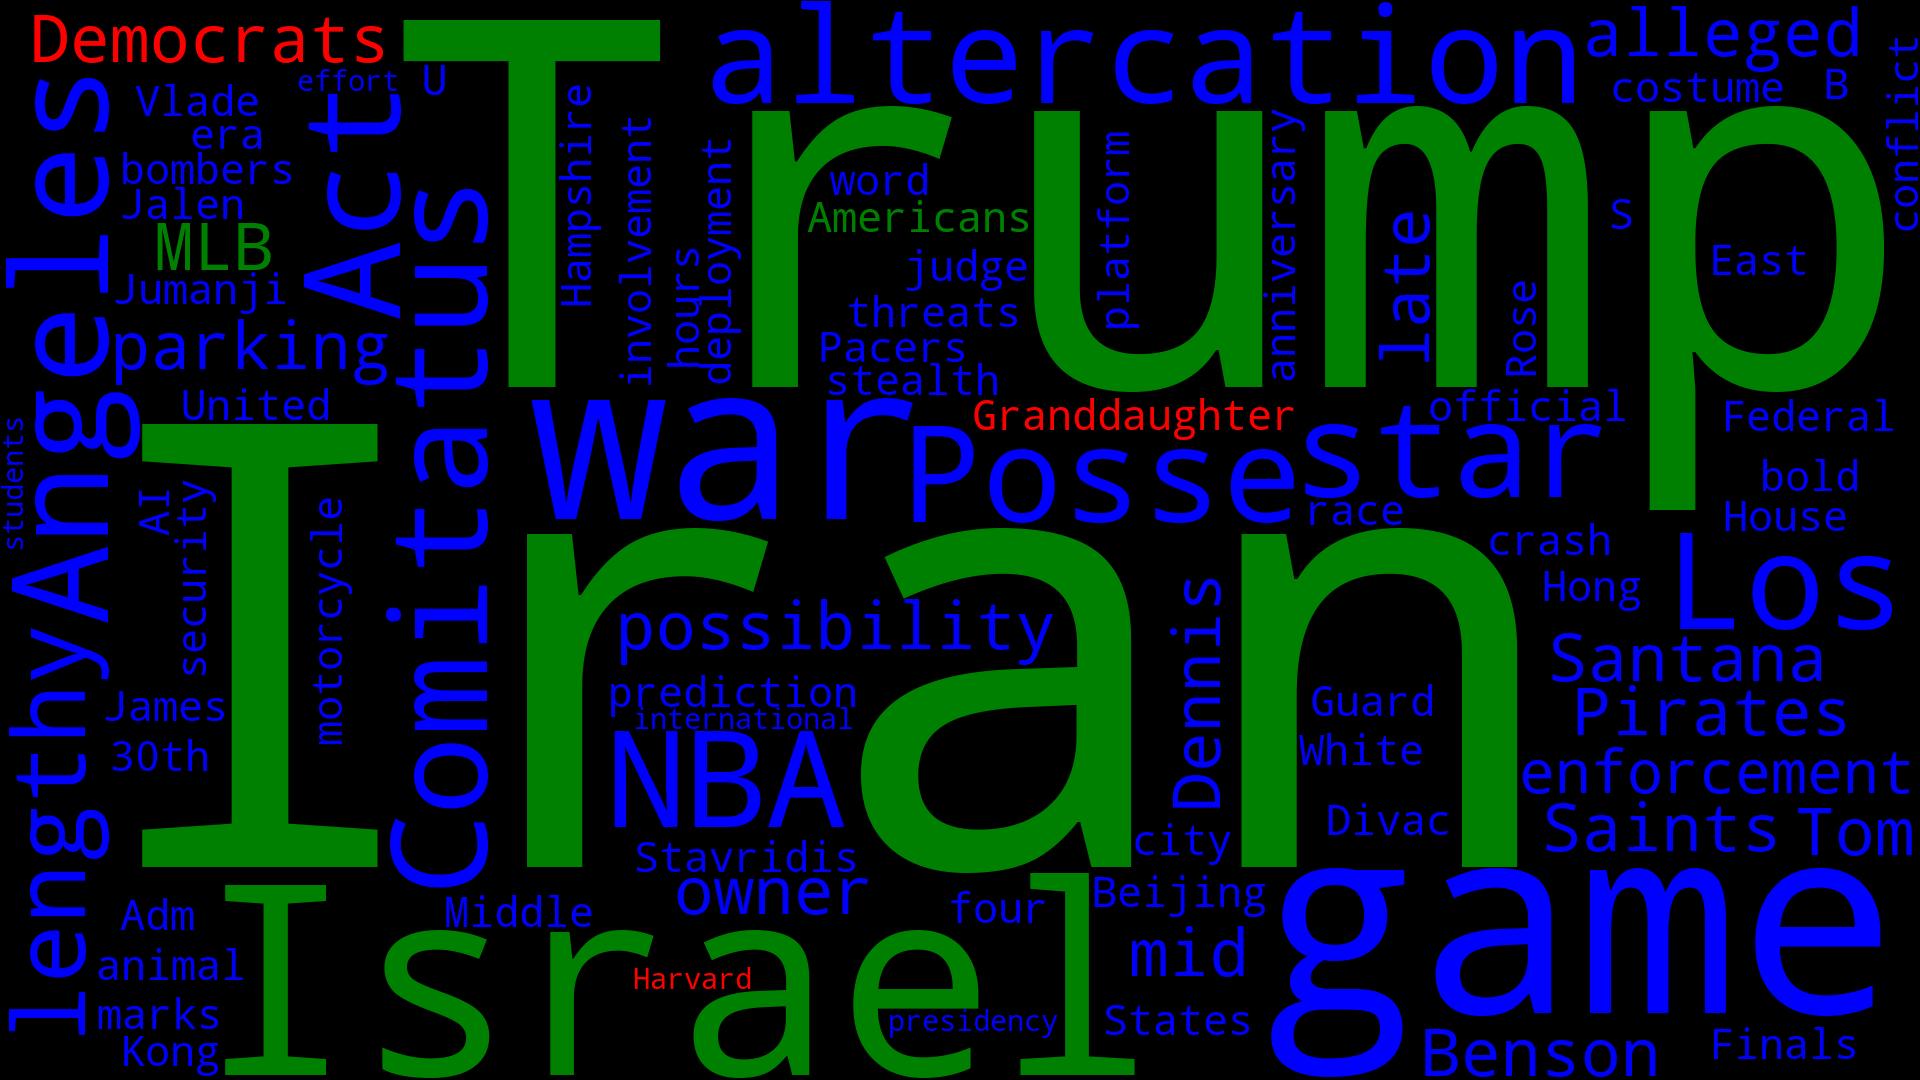 Democrats
effort
U
altercation
alleged
costume
B
conflict
Vlade
era
bombers
Jalen
MLB
Jumanji
parking
United
Act
Comitatus
Trump
Hampshire
involvement
hours
deployment
word
Americans
judge
threats
Pacers
stealth
platform
anniversary
late
Rose
S
East
Angeles
students
AI
security
motorcycle
lengthy
war
Posse
Granddaughter
star
official
race
Federal
bold
House
crash
Hong
Los
Iran
possibility
prediction
international
NBA
Dennis
Guard
White
Divac
Santana
Pirates
enforcement
Saints
Tom
James
30th
Stavridis
owner
city
Middle
four
Beijing
mid
States
game
Adm
animal
marks
Kong
Israel
Harvard
presidency
Benson
Finals